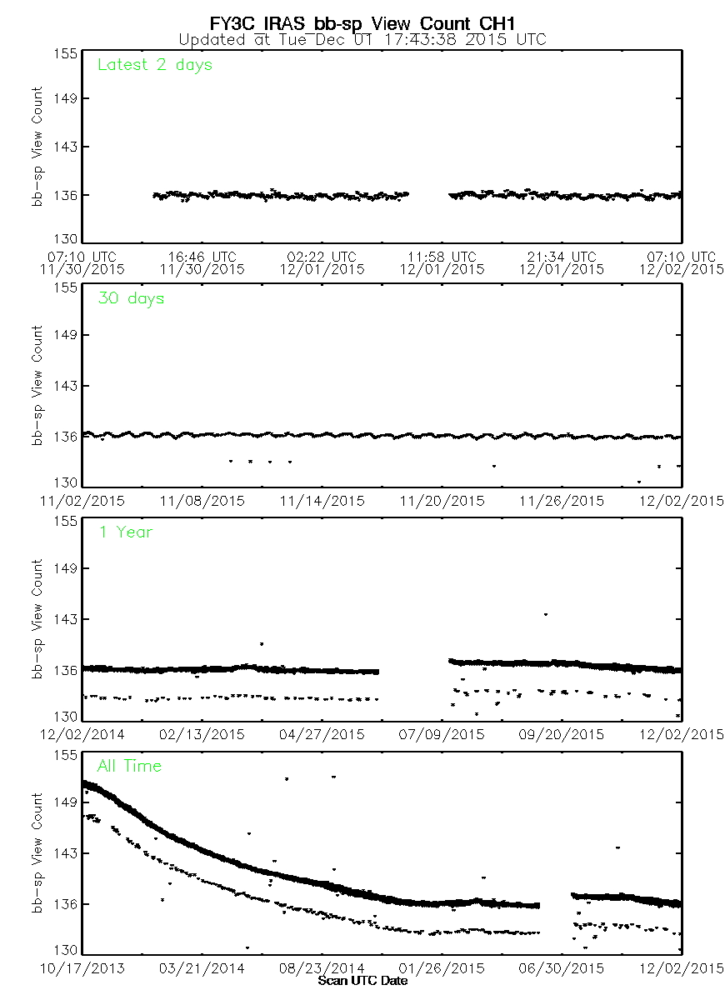 FY3C_IRAS_bb-sp_View_Count_CH1
Updated at Tue Dec 01 17:43:38 2015 UTC
155
Latest 2 days
149
143
136
130
bb-sp View Count
07:10 UTC 16:46 UTC 02:22 UTC 11:58 UTC 21:34 UTC 07:10 UTC
11/30/2015 11/30/2015 12/01/2015 12/01/2015 12/01/2015 12/02/2015
155
30 days
149
143
136
130
bb-sp View Count
11/02/2015 11/08/2015 11/14/2015 11/20/2015 11/26/2015 12/02/2015
155
1 Year
149
143
136
130
bb-sp View Count
12/02/2014 02/13/2015 04/27/2015 07/09/2015 09/20/2015 12/02/2015
155
All Time
149
143
136
130
bb-sp View Count
10/17/2013 03/21/2014 08/23/2014 01/26/2015 06/30/2015 12/02/2015
Scan UTC Date